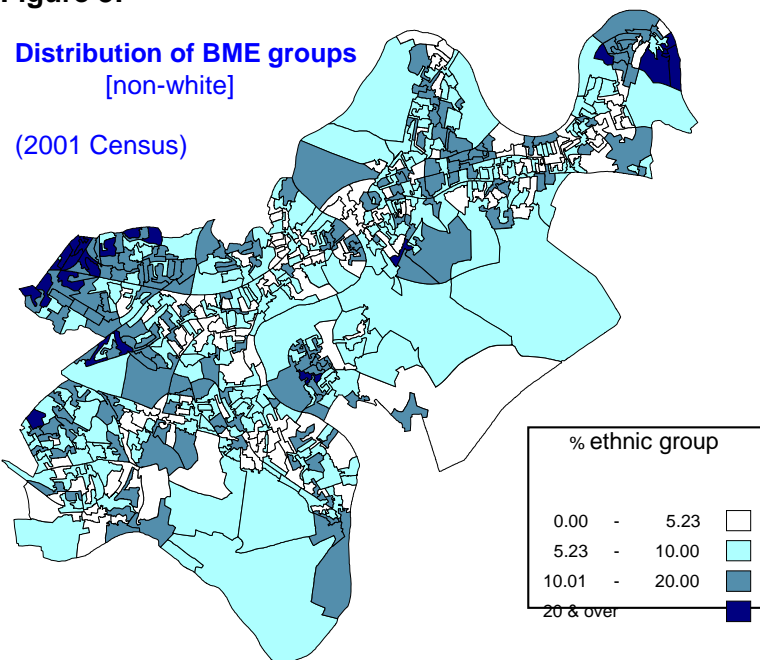 Distribution of BME groups
[non-white]
(2001 Census)
% ethnic group
0.00 - 5.23
5.23 - 10.00
10.01 - 20.00
20 & over